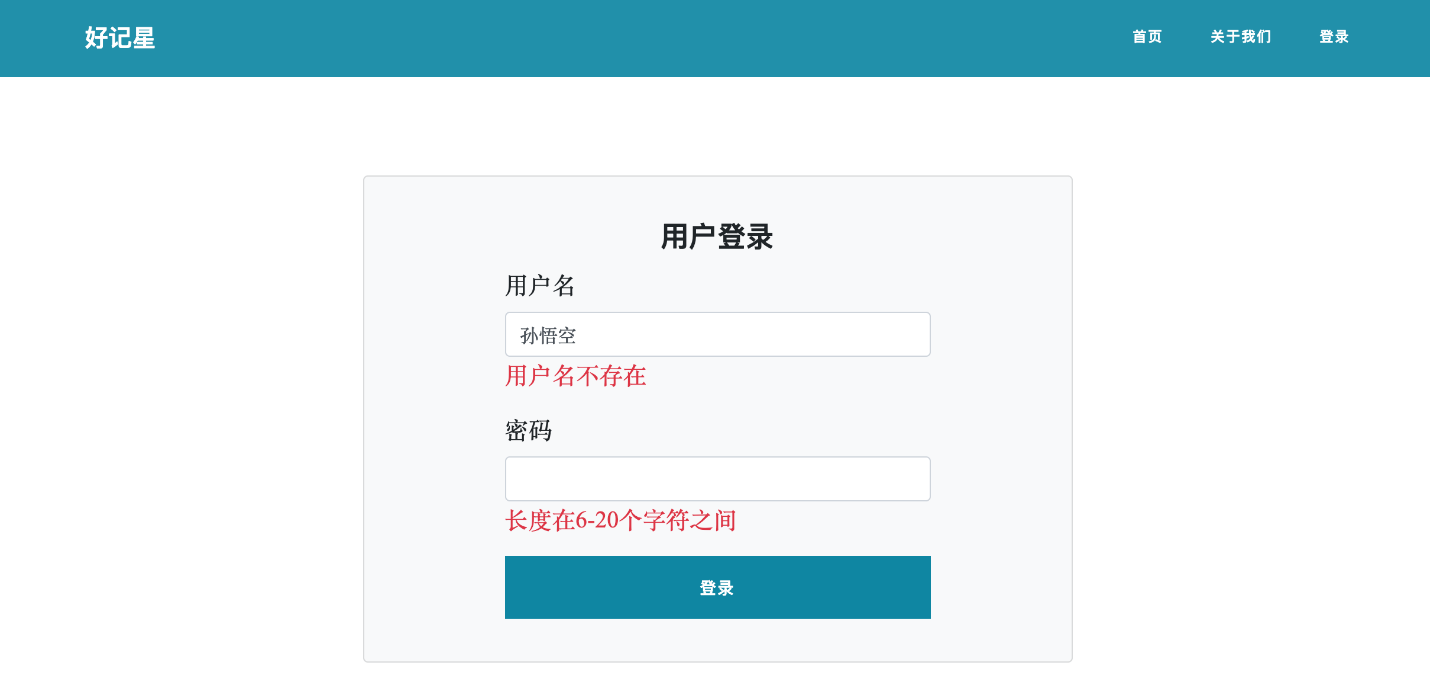 好记星
首页 关于我们 登录
用户登录
用户名
孙悟空
用户名不存在
密码
长度在6-20个字符之间
登录